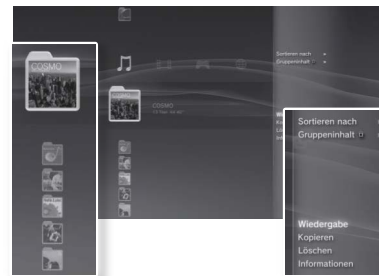 COSMO
Sortieren nach
Gruppeninhalt
COSMO
Sortieren nach
Gruppeninhalt
Wiedergabe
Kopieren
Löschen
Informationen